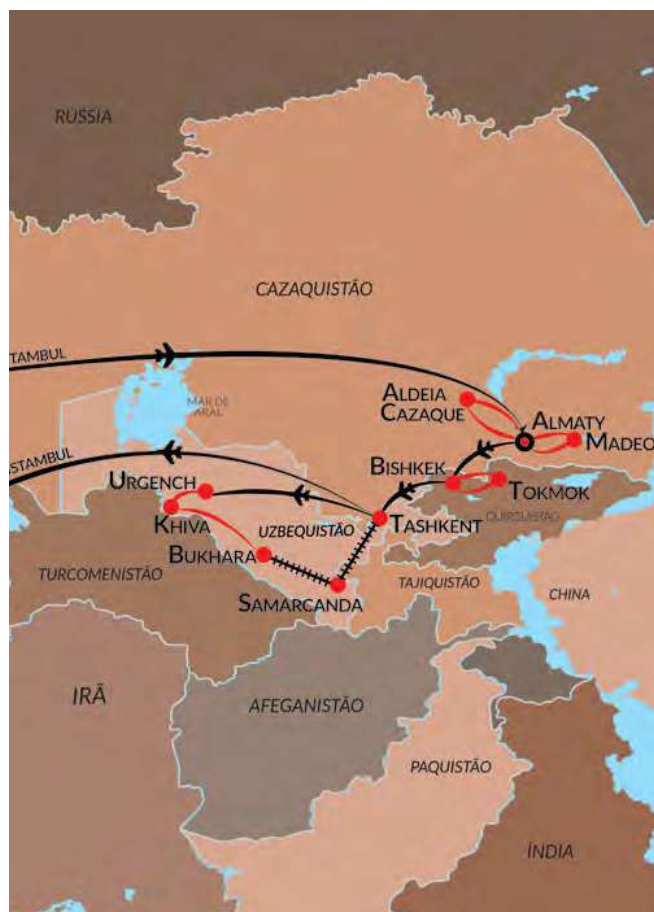 RÚSSIA
CAZAQUISTÃO
TAMBUL
MAR DE
ARAL
ALDEIA
CAZAQUE
ALMATY
MADEO
STAMBUL
BISHKEK
URGENCH
TOKMOK
QUIRGUISTÃO
KHIVA
UZBEQUISTÃO
TASHKENT
BUKHARA
TURCOMENISTÃO
TAJIQUISTÃO
CHINA
SAMARCANDA
IRÃ
AFEGANISTÃO
PAQUISTÃO
ÍNDIA